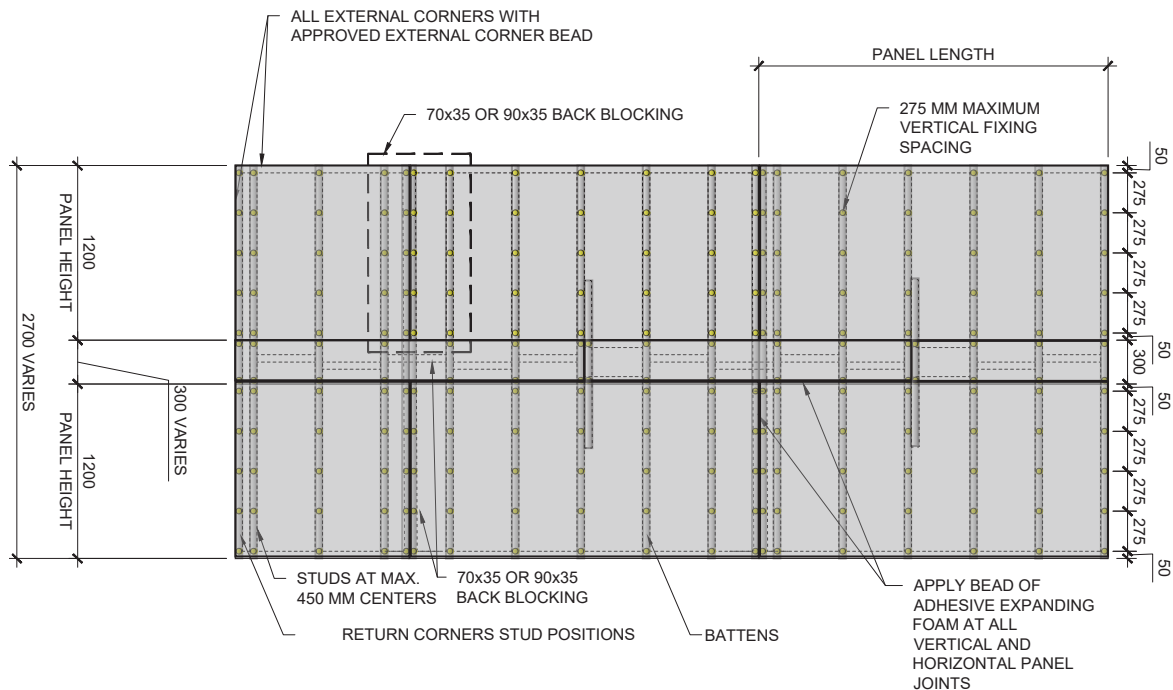 ALL EXTERNAL CORNERS WITH
APPROVED EXTERNAL CORNER BEAD
PANEL LENGTH
70x35 OR 90x35 BACK BLOCKING
275 MM MAXIMUM
VERTICAL FIXING
SPACING
50
275
275
275
275
50
300
50
275
275
275
275
50
1200
PANEL HEIGHT
2700 VARIES
300 VARIES
1200
PANEL HEIGHT
STUDS AT MAX.
450 MM CENTERS
70x35 OR 90x35
BACK BLOCKING
RETURN CORNERS STUD POSITIONS
BATTENS
APPLY BEAD OF
ADHESIVE EXPANDING
FOAM AT ALL
VERTICAL AND
HORIZONTAL PANEL
JOINTS